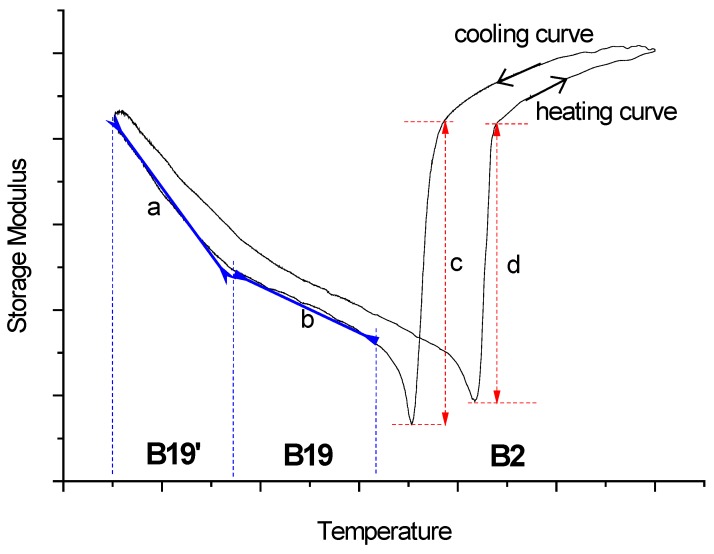 cooling curve
heating curve
Storage Modulus
a
b
c
d
B19'
B19
B2
Temperature